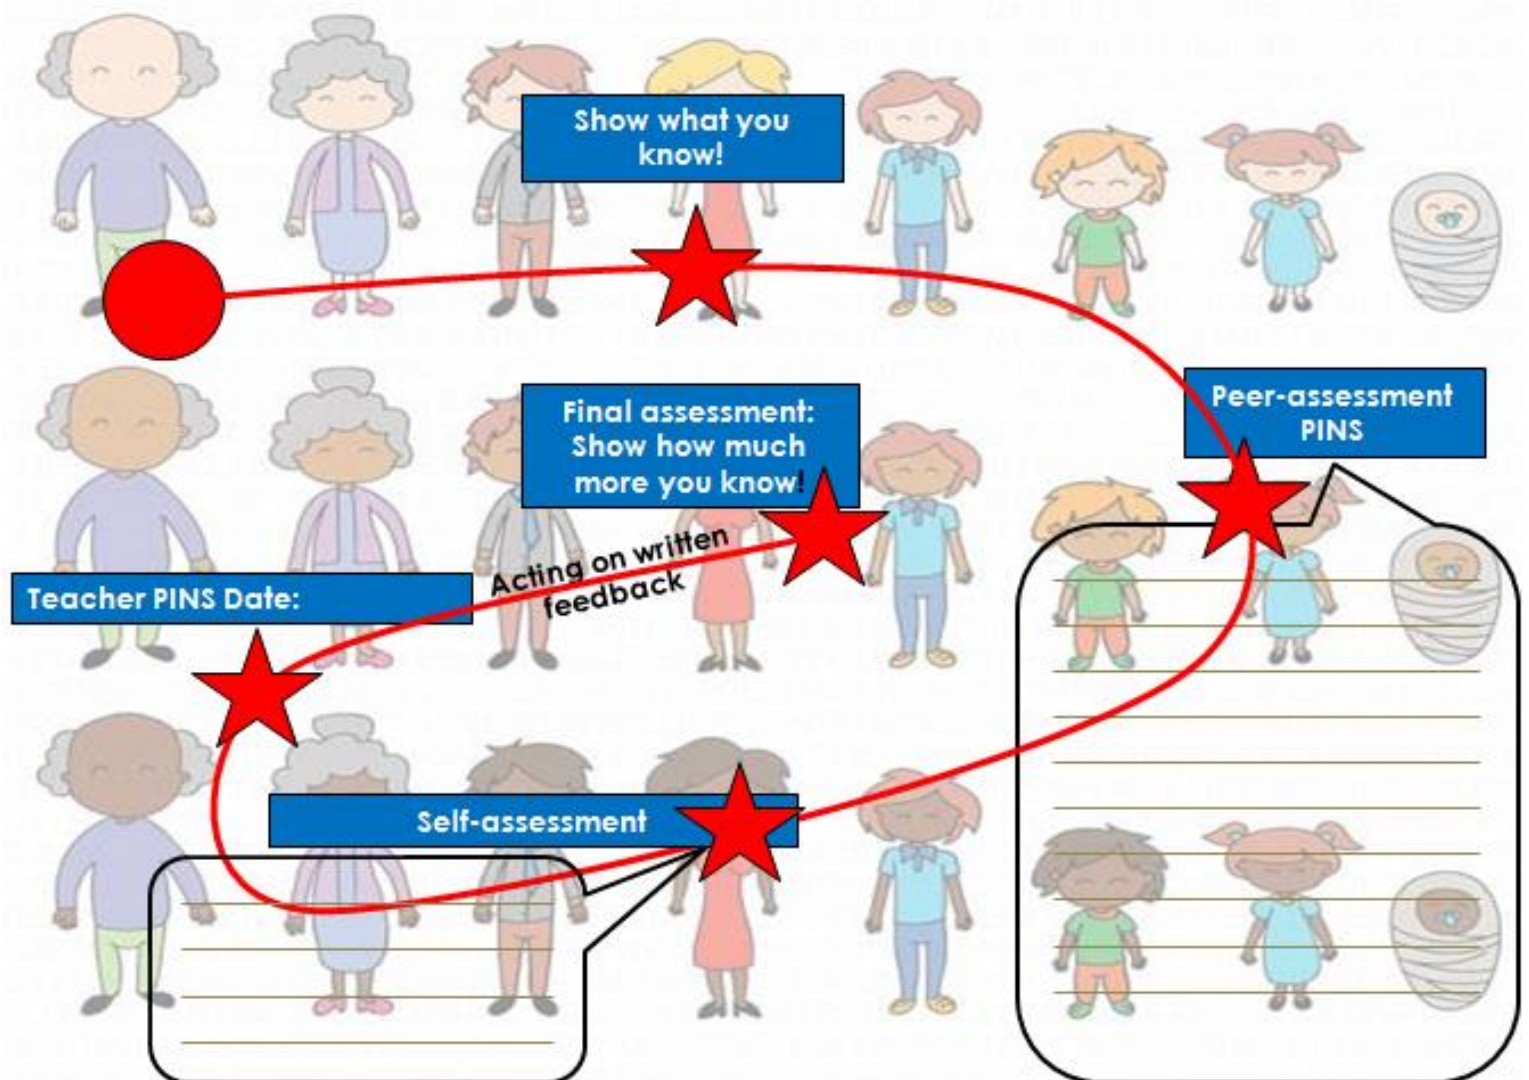 Show what you
know!
Final assessment:
Show how much
more you know!
Peer-assessment
PINS
Acting on written
feedback
Teacher PINS Date:
Self-assessment